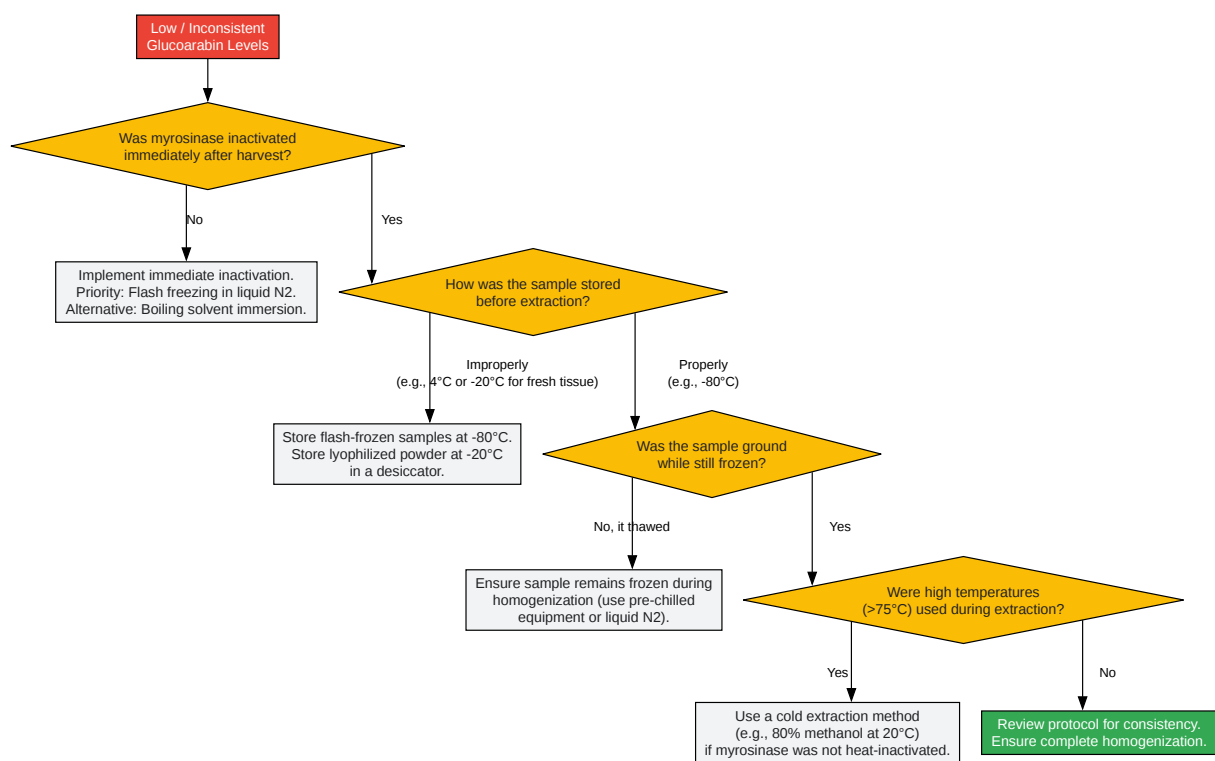 Low / Inconsistent
Glucoarabin Levels
Was myrosinase inactivated
immediately after harvest?
No
Yes
Implement immediate inactivation.
Priority: Flash freezing in liquid N2.
Alternative: Boiling solvent immersion.
How was the sample stored
before extraction?
Improperly
(e.g., 4°C or -20°C for fresh tissue)
Properly
(e.g., -80°C)
Store flash-frozen samples at -80°C.
Store lyophilized powder at -20°C
in a desiccator.
Was the sample ground
while still frozen?
No, it thawed
Yes
Ensure sample remains frozen during
homogenization (use pre-chilled
equipment or liquid N2).
Were high temperatures
(>75°C) used during extraction?
Yes
No
Use a cold extraction method
(e.g., 80% methanol at 20°C)
if myrosinase was not heat-inactivated.
Review protocol for consistency.
Ensure complete homogenization.